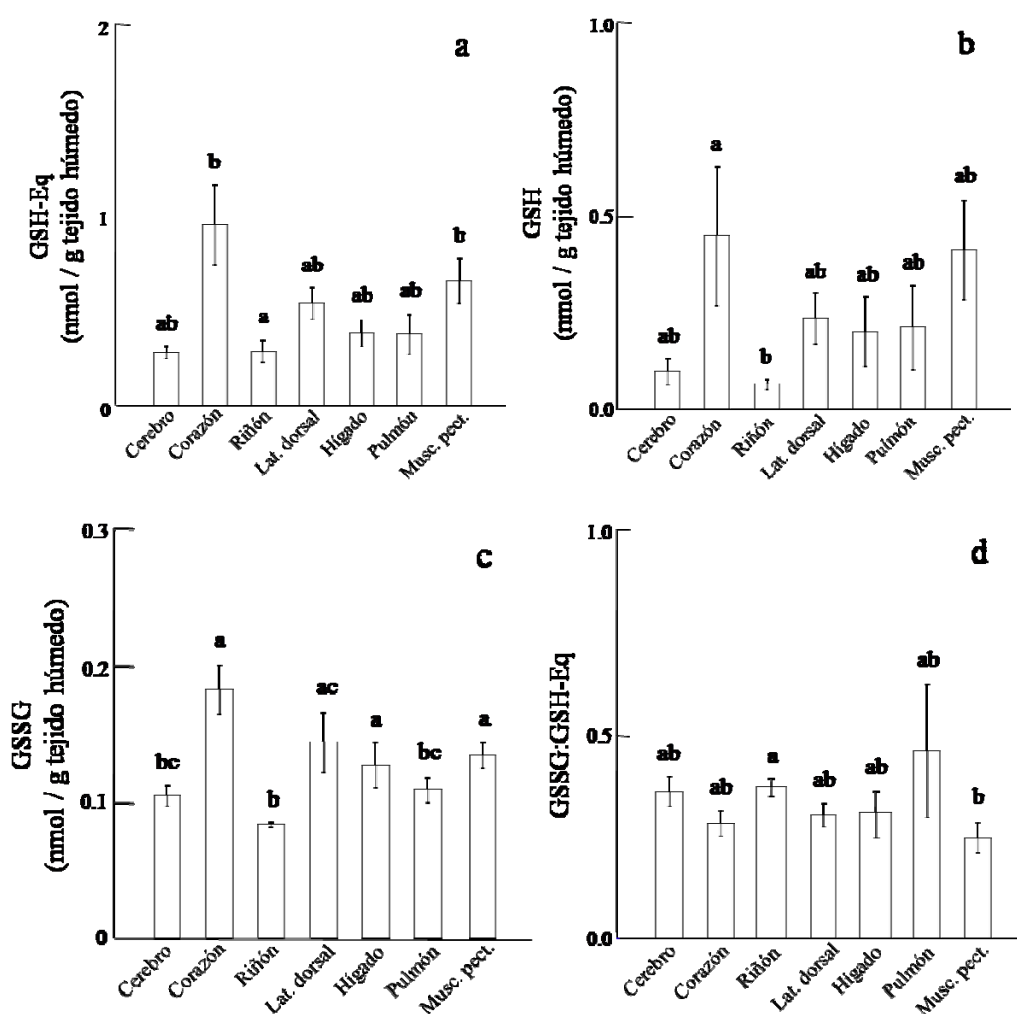 a
GSH-Eq
(nmol / g tejido húmedo)
2
1
0
ab
b
a
ab
ab
ab
b
Cerebro
Corazón
Riñón
Lat. dorsal
Hígado
Pulmón
Musc. pect.
b
GSH
(nmol / g tejido húmedo)
1.0
0.5
0.0
ab
a
b
ab
ab
ab
ab
Cerebro
Corazón
Riñón
Lat. dorsal
Hígado
Pulmón
Musc. pect.
c
GSSG
(nmol / g tejido húmedo)
0.3
0.2
0.1
0
bc
a
b
ac
a
bc
a
Cerebro
Corazón
Riñón
Lat. dorsal
Hígado
Pulmón
Musc. pect.
d
GSSG:GSH-Eq
1.0
0.5
0.0
ab
ab
a
ab
ab
ab
b
Cerebro
Corazón
Riñón
Lat. dorsal
Hígado
Pulmón
Musc. pect.